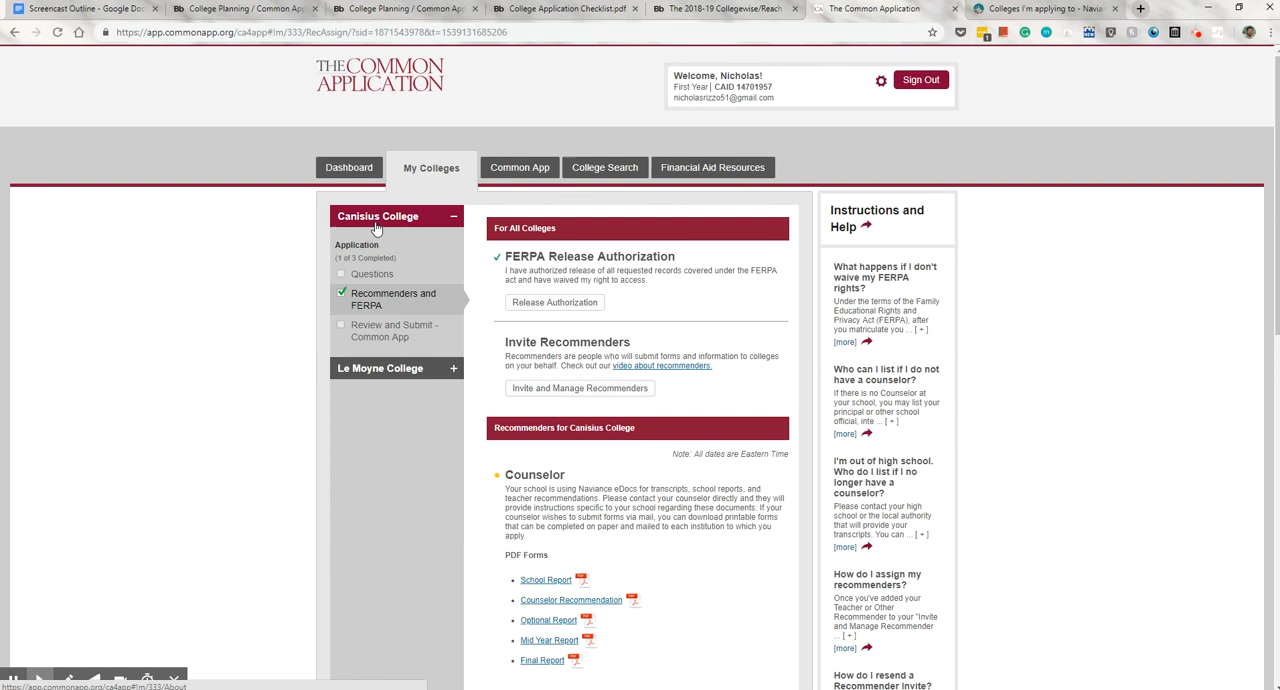 Screencast Outline - Google Doc
College Planning / Common App
College Planning / Common App
College Application Checklist.pdf
The 2018-19 Collegewise/Reach
The Common Application
Colleges I'm applying to - Navian
https://app.commonapp.org/ca4app#!m/333/RecAssign/?sid=1871543978&t=1539131685206
THE COMMON
APPLICATION
Welcome, Nicholas!
First Year | CAID 14701957
nicholasrizzo51@gmail.com
Sign Out
Dashboard
My Colleges
Common App
College Search
Financial Aid Resources
Canisius College
Application
(1 of 3 Completed)
Questions
Recommenders and
FERPA
Review and Submit -
Common App
Le Moyne College
For All Colleges
FERPA Release Authorization
I have authorized release of all requested records covered under the FERPA
act and have waived my right to access.
Release Authorization
Invite Recommenders
Recommenders are people who will submit forms and information to colleges
on your behalf. Check out our video about recommenders.
Invite and Manage Recommenders
Recommenders for Canisius College
Note: All dates are Eastern Time
Counselor
Your school is using Naviance eDocs for transcripts, school reports, and
teacher recommendations. Please contact your counselor directly and they will
provide instructions specific to your school regarding these documents. If your
counselor wishes to submit forms via mail, you can download printable forms
that can be completed on paper and mailed to each institution to which you
apply.
PDF Forms
School Report
Counselor Recommendation
Optional Report
Mid Year Report
Final Report
Instructions and
Help
What happens if I don't
waive my FERPA
rights?
Under the terms of the Family
Educational Rights and
Privacy Act (FERPA), after
you matriculate you ... [ + ]
[more]
Who can I list if I do not
have a counselor?
If there is no Counselor at
your school, you may list your
principal or other school
official, inte ... [ + ]
[more]
I'm out of high school.
Who do I list if I no
longer have a
counselor?
Please contact your high
school or the local authority
that will provide your
transcripts. You can ... [ + ]
[more]
How do I assign my
recommenders?
Once you've added your
Teacher or Other
Recommender to your "Invite
and Manage Recommender
... [ + ]
[more]
How do I resend a
Recommender Invite?
https://app.commonapp.org/ca4app#!m/333/About